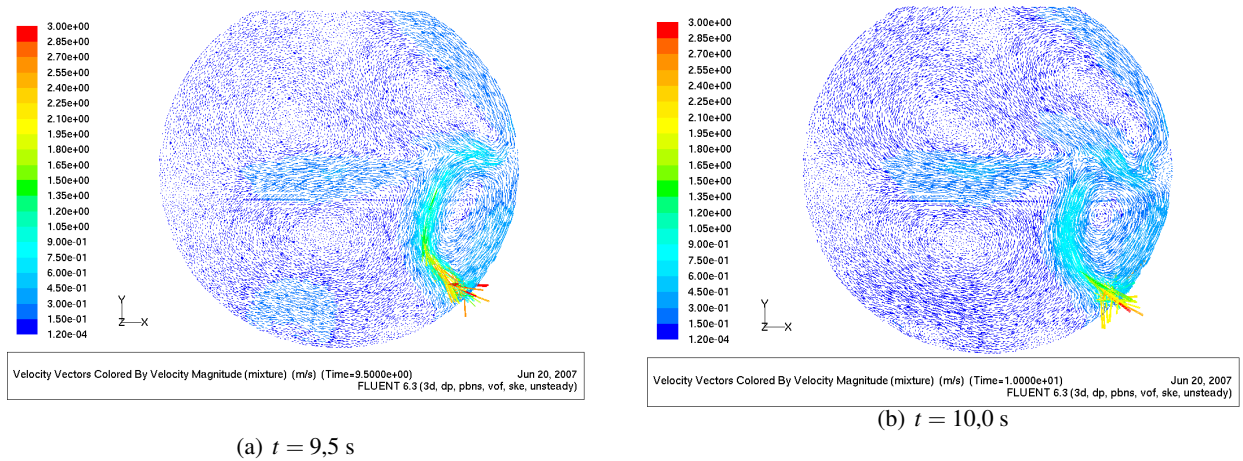 3.00e+00
2.85e+00
2.70e+00
2.55e+00
2.40e+00
2.25e+00
2.10e+00
1.95e+00
1.80e+00
1.65e+00
1.50e+00
1.35e+00
1.20e+00
1.05e+00
9.00e-01
7.50e-01
6.00e-01
4.50e-01
3.00e-01
1.50e-01
1.20e-04
Y
Z X
Velocity Vectors Colored By Velocity Magnitude (mixture) (m/s) (Time=9.5000e+00) Jun 20, 2007
FLUENT 6.3 (3d, dp, pbns, vof, ske, unsteady)
(a) t = 9,5 s
3.00e+00
2.85e+00
2.70e+00
2.55e+00
2.40e+00
2.25e+00
2.10e+00
1.95e+00
1.80e+00
1.65e+00
1.50e+00
1.35e+00
1.20e+00
1.05e+00
9.00e-01
7.50e-01
6.00e-01
4.50e-01
3.00e-01
1.50e-01
1.20e-04
Y
Z X
Velocity Vectors Colored By Velocity Magnitude (mixture) (m/s) (Time=1.0000e+01) Jun 20, 2007
FLUENT 6.3 (3d, dp, pbns, vof, ske, unsteady)
(b) t = 10,0 s